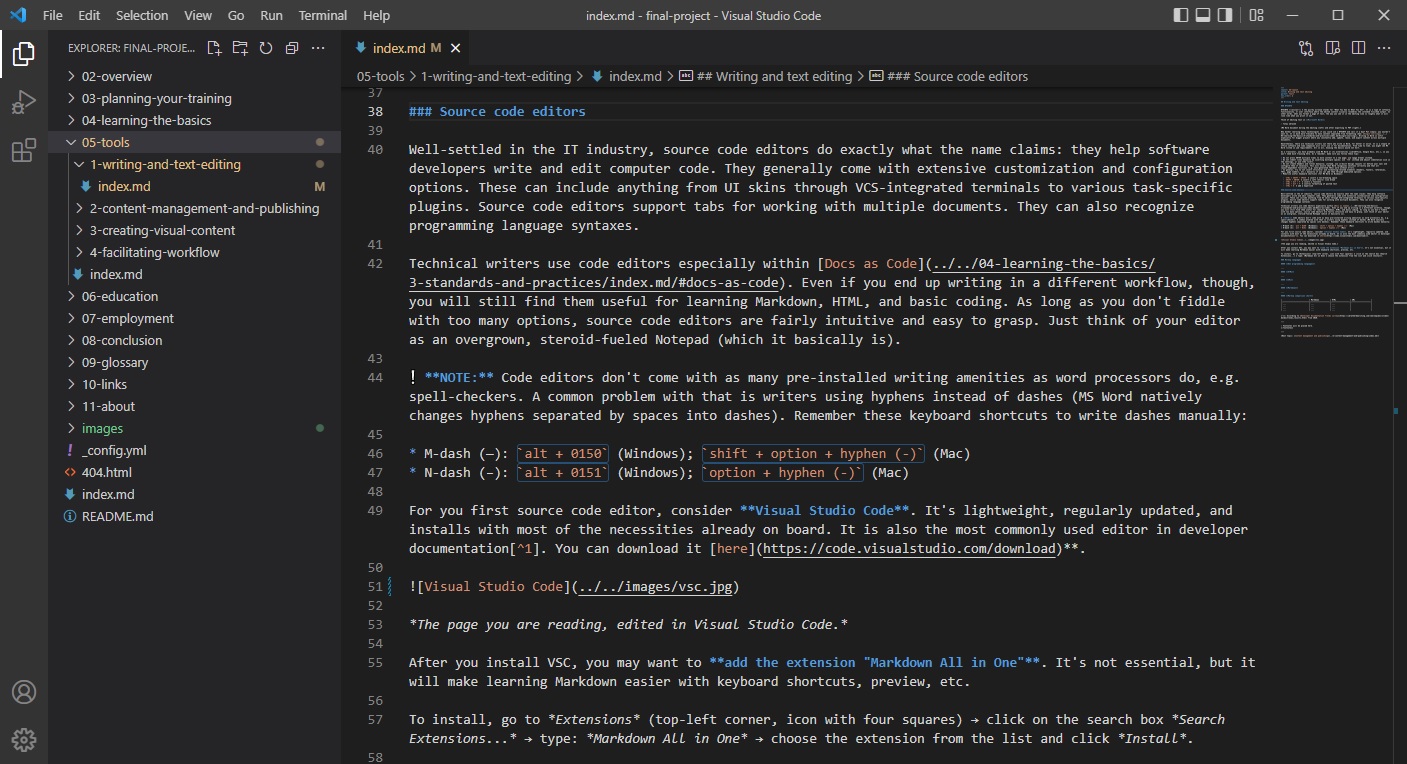 File Edit Selection View Go Run Terminal Help
index.md - final-project - Visual Studio Code
EXPLORER: FINAL-PROJE...
02-overview
03-planning-your-training
04-learning-the-basics
05-tools
1-writing-and-text-editing
index.md M
2-content-management-and-publishing
3-creating-visual-content
4-facilitating-workflow
index.md
06-education
07-employment
08-conclusion
09-glossary
10-links
11-about
images
! _config.yml
<> 404.html
index.md
README.md
index.md M
05-tools > 1-writing-and-text-editing > index.md > ## Writing and text editing > ### Source code editors
37
38 ### Source code editors
39
40 Well-settled in the IT industry, source code editors do exactly what the name claims: they help software
developers write and edit computer code. They generally come with extensive customization and configuration
options. These can include anything from UI skins through VCS-integrated terminals to various task-specific
plugins. Source code editors support tabs for working with multiple documents. They can also recognize
programming language syntaxes.
41
42 Technical writers use code editors especially within [Docs as Code](../../04-learning-the-basics/
3-standards-and-practices/index.md/#docs-as-code). Even if you end up writing in a different workflow, though,
you will still find them useful for learning Markdown, HTML, and basic coding. As long as you don't fiddle
with too many options, source code editors are fairly intuitive and easy to grasp. Just think of your editor
as an overgrown, steroid-fueled Notepad (which it basically is).
43
44 ❗ **NOTE:** Code editors don't come with as many pre-installed writing amenities as word processors do, e.g.
spell-checkers. A common problem with that is writers using hyphens instead of dashes (MS Word natively
changes hyphens separated by spaces into dashes). Remember these keyboard shortcuts to write dashes manually:
45
46 * M-dash (—): `alt + 0150` (Windows); `shift + option + hyphen (-)` (Mac)
47 * N-dash (–): `alt + 0151` (Windows); `option + hyphen (-)` (Mac)
48
49 For you first source code editor, consider **Visual Studio Code**. It's lightweight, regularly updated, and
installs with most of the necessities already on board. It is also the most commonly used editor in developer
documentation[^1]. You can download it [here](https://code.visualstudio.com/download)**.
50
51 ![Visual Studio Code](../../images/vsc.jpg)
52
53 *The page you are reading, edited in Visual Studio Code.*
54
55 After you install VSC, you may want to **add the extension "Markdown All in One"**. It's not essential, but it
will make learning Markdown easier with keyboard shortcuts, preview, etc.
56
57 To install, go to *Extensions* (top-left corner, icon with four squares) → click on the search box *Search
Extensions...* → type: *Markdown All in One* → choose the extension from the list and click *Install*.
58